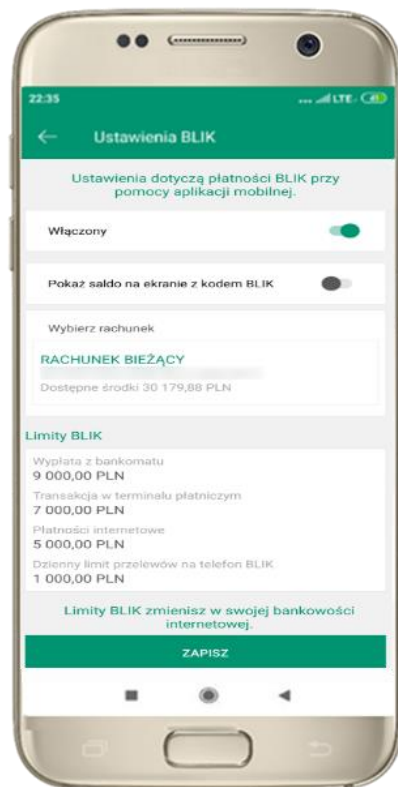 22:35
LTE
Ustawienia BLIK
Ustawienia dotyczą płatności BLIK przy
pomocy aplikacji mobilnej.
Włączony
Pokaż saldo na ekranie z kodem BLIK
Wybierz rachunek
RACHUNEK BIEŻĄCY
Dostępne środki 30 179,88 PLN
Limity BLIK
Wypłata z bankomatu
9 000,00 PLN
Transakcja w terminalu płatniczym
7 000,00 PLN
Płatności internetowe
5 000,00 PLN
Dzienny limit przelewów na telefon BLIK
1 000,00 PLN
Limity BLIK zmienisz w swojej bankowości
internetowej.
ZAPISZ